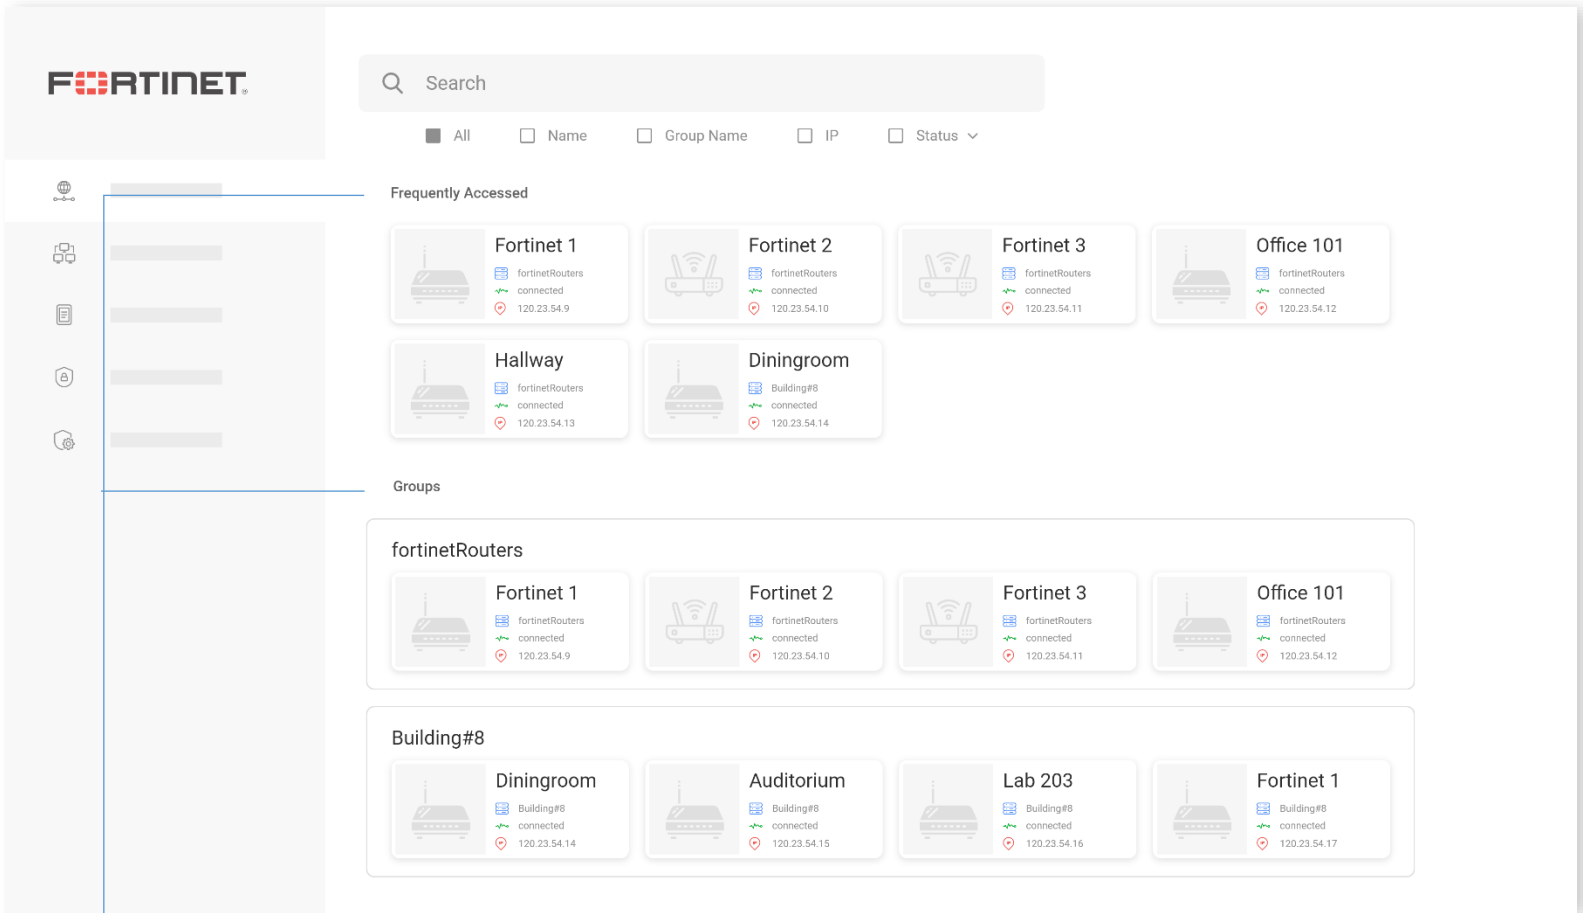 FORTINET
Search
All Name Group Name IP Status
Frequently Accessed
Fortinet 1
fortinetRouters
connected
120.23.54.9
Fortinet 2
fortinetRouters
connected
120.23.54.10
Fortinet 3
fortinetRouters
connected
120.23.54.11
Office 101
fortinetRouters
connected
120.23.54.12
Hallway
fortinetRouters
connected
120.23.54.13
Diningroom
Building#8
connected
120.23.54.14
Groups
fortinetRouters
Fortinet 1
fortinetRouters
connected
120.23.54.9
Fortinet 2
fortinetRouters
connected
120.23.54.10
Fortinet 3
fortinetRouters
connected
120.23.54.11
Office 101
fortinetRouters
connected
120.23.54.12
Building#8
Diningroom
Building#8
connected
120.23.54.14
Auditorium
Building#8
connected
120.23.54.15
Lab 203
Building#8
connected
120.23.54.16
Fortinet 1
Building#8
connected
120.23.54.17